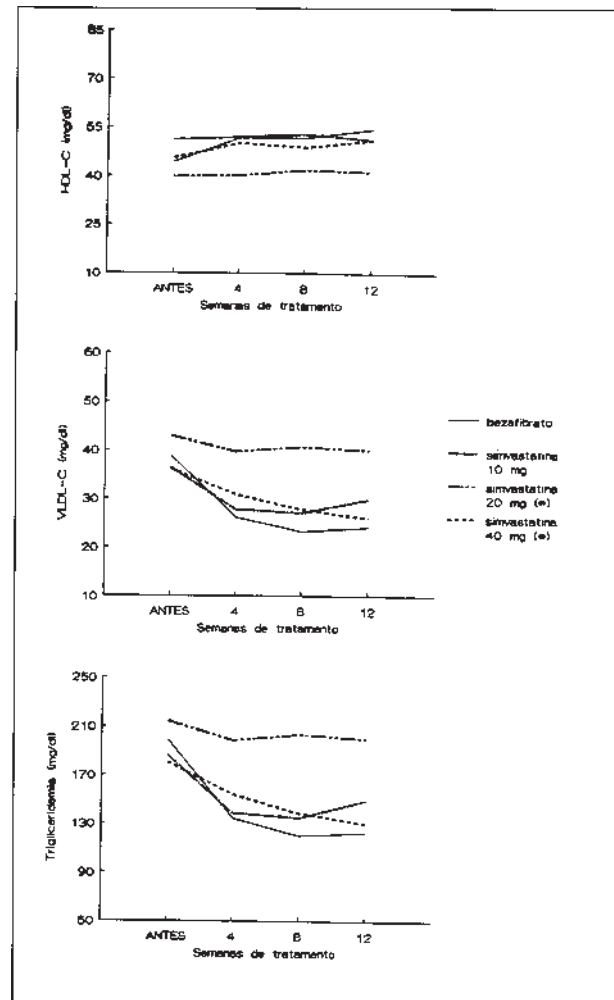 85
70
55
40
25
10
HDL-C (mg/dl)
ANTES 4 8 12
Semanas de tratamento
60
50
40
30
20
10
VLDL-C (mg/dl)
ANTES 4 8 12
Semanas de tratamento
bezafibrato
sinvastatina
10 mg
sinvastatina
20 mg (*)
sinvastatina
40 mg (*)
250
210
170
130
90
50
Trigliceridemia (mg/dl)
ANTES 4 8 12
Semanas de tratamento